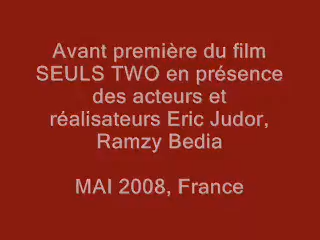 Avant première du film
SEULS TWO en présence
des acteurs et
réalisateurs Eric Judor,
Ramzy Bedia
MAI 2008, France